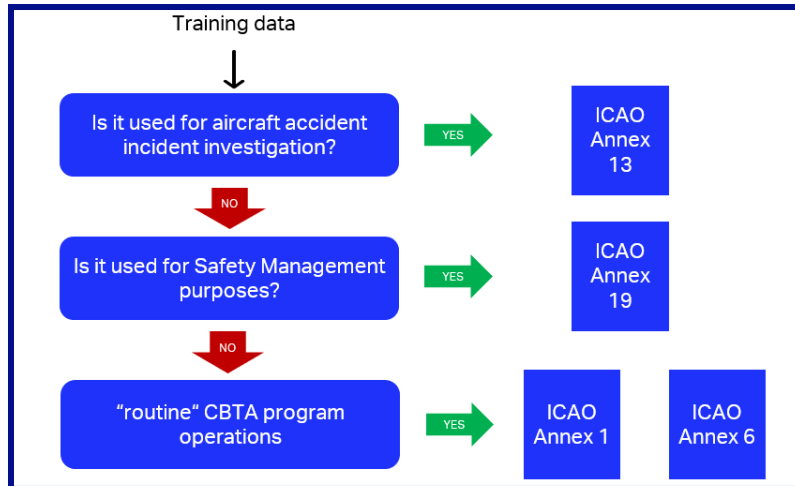 Training data
Is it used for aircraft accident
incident investigation?
YES
ICAO
Annex
13
NO
Is it used for Safety Management
purposes?
YES
ICAO
Annex
19
NO
“routine” CBTA program
operations
YES
ICAO
Annex 1
ICAO
Annex 6